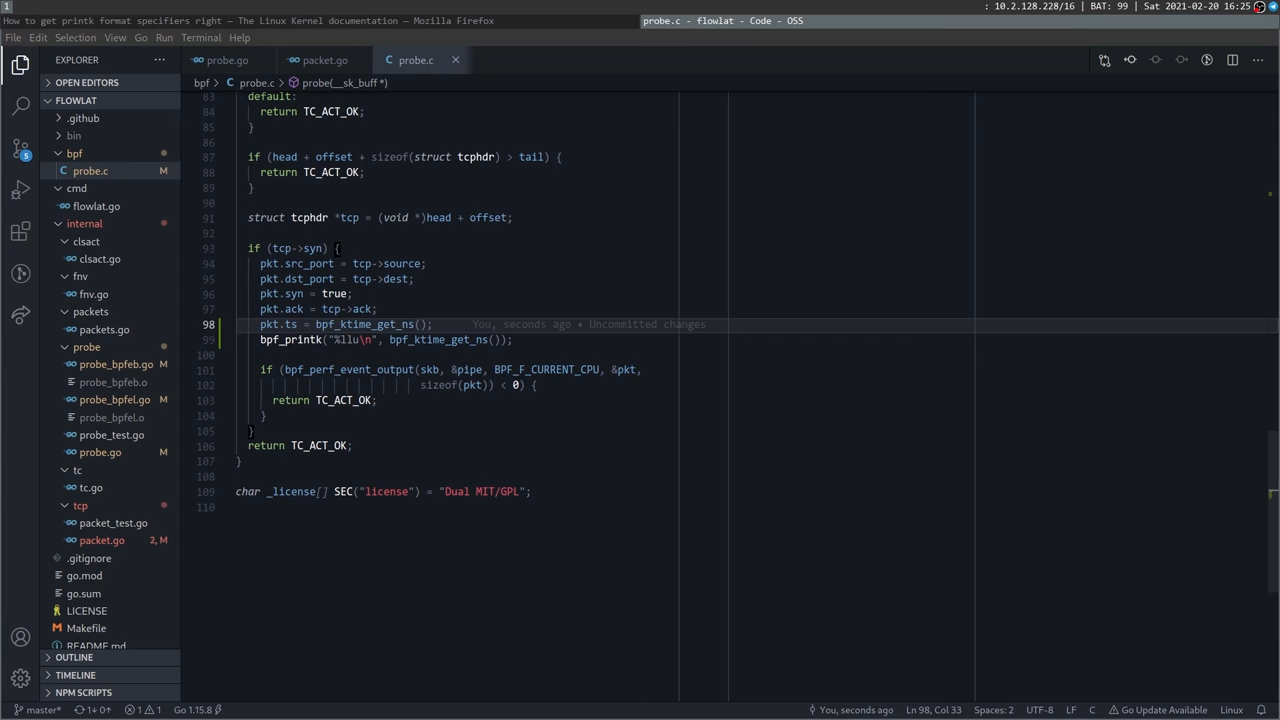 1
: 10.2.128.228/16 | BAT: 99 | Sat 2021-02-20 16:25
How to get printk format specifiers right - The Linux Kernel documentation - Mozilla Firefox
probe.c - flowlat - Code - OSS
File Edit Selection View Go Run Terminal Help
EXPLORER
OPEN EDITORS
FLOWLAT
.github
bin
bpf
probe.c M
cmd
flowlat.go
internal
clsact
clsact.go
fnv
fnv.go
packets
packets.go
probe
probe_bpfeb.go M
probe_bpfeb.o
probe_bpfel.go M
probe_bpfel.o
probe_test.go
probe.go M
tc
tc.go
tcp
packet_test.go
packet.go 2, M
.gitignore
go.mod
go.sum
LICENSE
Makefile
README.md
OUTLINE
TIMELINE
NPM SCRIPTS
5
probe.go
packet.go
probe.c
bpf > probe.c > probe(__sk_buff *)
83 default:
84 return TC_ACT_OK;
85 }
86
87 if (head + offset + sizeof(struct tcphdr) > tail) {
88 return TC_ACT_OK;
89 }
90
91 struct tcphdr *tcp = (void *)head + offset;
92
93 if (tcp->syn) {
94 pkt.src_port = tcp->source;
95 pkt.dst_port = tcp->dest;
96 pkt.syn = true;
97 pkt.ack = tcp->ack;
98 pkt.ts = bpf_ktime_get_ns(); You, seconds ago • Uncommitted changes
99 bpf_printk("%llu\n", bpf_ktime_get_ns());
100
101 if (bpf_perf_event_output(skb, &pipe, BPF_F_CURRENT_CPU, &pkt,
102 sizeof(pkt)) < 0) {
103 return TC_ACT_OK;
104 }
105 }
106 return TC_ACT_OK;
107 }
108
109 char _license[] SEC("license") = "Dual MIT/GPL";
110
master* 1↓ 0↑ 1 1 Go 1.15.8 You, seconds ago Ln 98, Col 33 Spaces: 2 UTF-8 LF C Go Update Available Linux